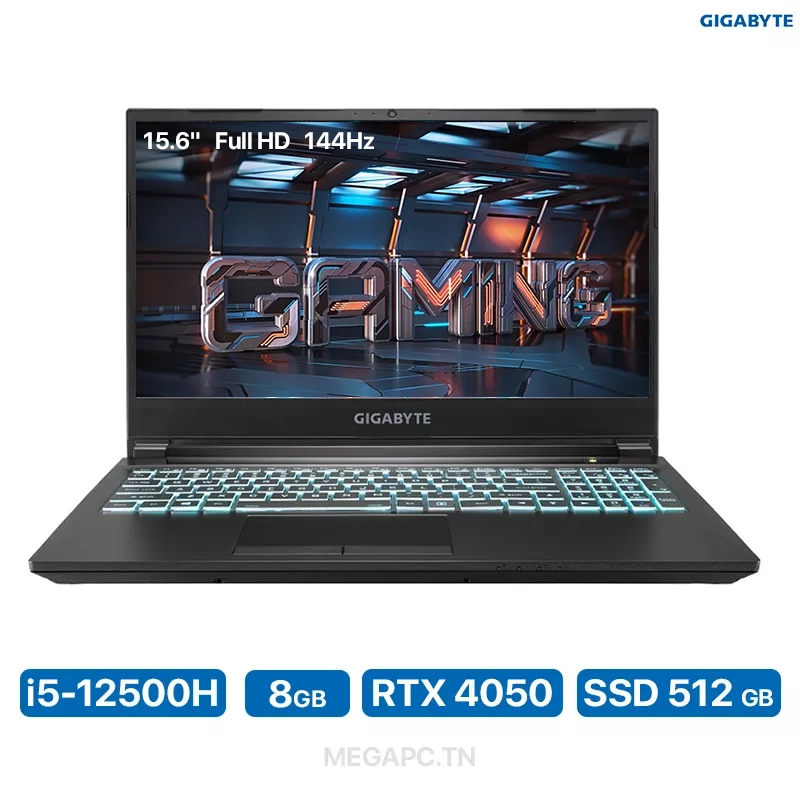 GIGABYTE
15.6" Full HD 144Hz
GAMING
GIGABYTE
i5-12500H 8GB RTX 4050 SSD 512 GB
MEGAPC.TN